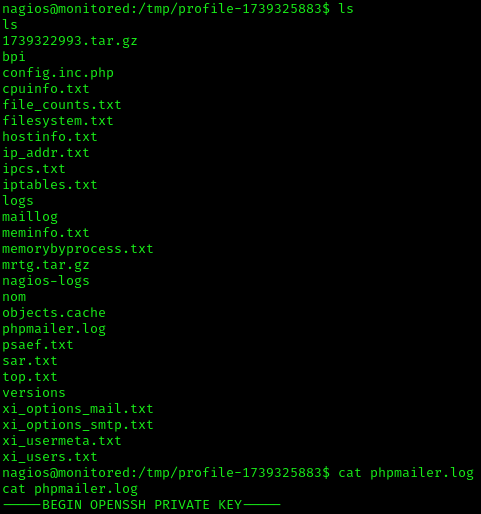 nagios@monitored:/tmp/profile-1739325883$ ls
ls
1739322993.tar.gz
bpi
config.inc.php
cpuinfo.txt
file_counts.txt
filesystem.txt
hostinfo.txt
ip_addr.txt
ipcs.txt
iptables.txt
logs
maillog
meminfo.txt
memorybyprocess.txt
mrtg.tar.gz
nagios-logs
nom
objects.cache
phpmailer.log
psaef.txt
sar.txt
top.txt
versions
xi_options_mail.txt
xi_options_smtp.txt
xi_usermeta.txt
xi_users.txt
nagios@monitored:/tmp/profile-1739325883$ cat phpmailer.log
cat phpmailer.log
-----BEGIN OPENSSH PRIVATE KEY-----